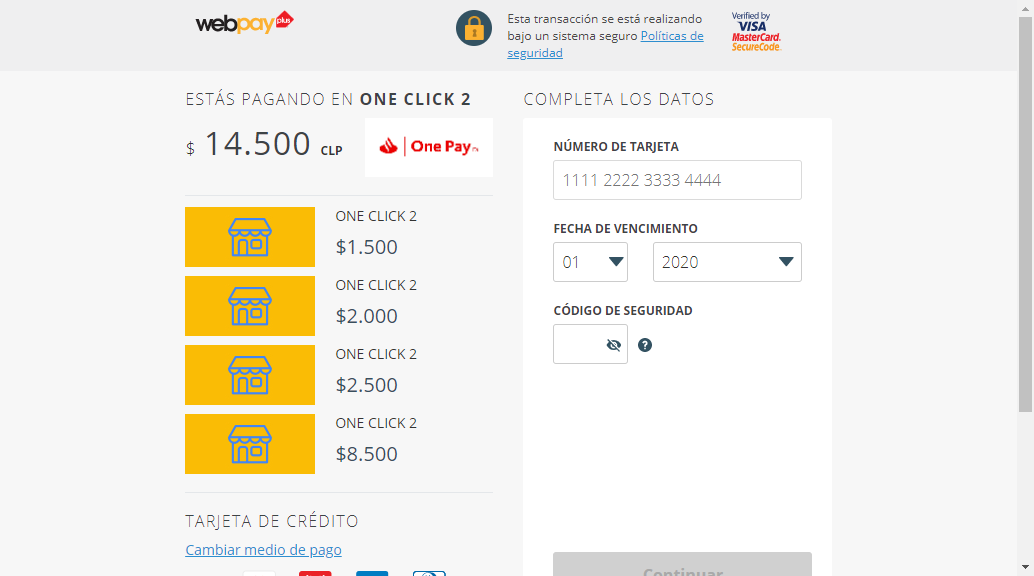 webpay plus
Esta transacción se está realizando
bajo un sistema seguro Políticas de
seguridad
Verified by
VISA
MasterCard.
SecureCode.
ESTÁS PAGANDO EN ONE CLICK 2
$ 14.500 CLP
One Pay
ONE CLICK 2
$1.500
ONE CLICK 2
$2.000
ONE CLICK 2
$2.500
ONE CLICK 2
$8.500
TARJETA DE CRÉDITO
Cambiar medio de pago
COMPLETA LOS DATOS
NÚMERO DE TARJETA
1111 2222 3333 4444
FECHA DE VENCIMIENTO
01 2020
CÓDIGO DE SEGURIDAD
?
Continuar